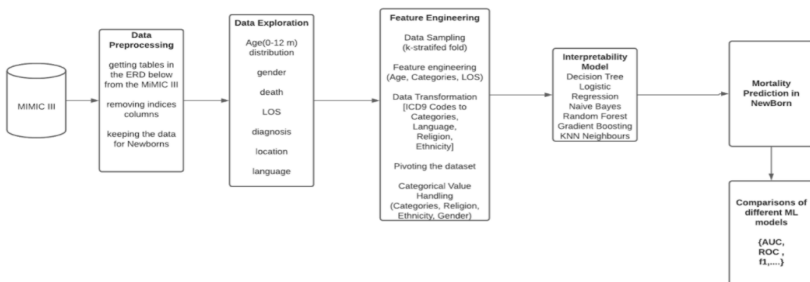 MIMIC III
Data
Preprocessing
getting tables in
the ERD below
from the MiMIC III
removing indices
columns
keeping the data
for Newborns
Data Exploration
Age(0-12 m)
distribution
gender
death
LOS
diagnosis
location
language
Feature Engineering
Data Sampling
(k-stratifed fold)
Feature engineering
(Age, Categories, LOS)
Data Transformation
[ICD9 Codes to
Categories,
Language,
Religion,
Ethnicity]
Pivoting the dataset
Categorical Value
Handling
(Categories, Religion,
Ethnicity, Gender)
Interpretability
Model
Decision Tree
Logistic
Regression
Naive Bayes
Random Forest
Gradient Boosting
KNN Neighbours
Mortality
Prediction in
NewBorn
Comparisons of
different ML
models
{AUC,
ROC ,
f1,....}